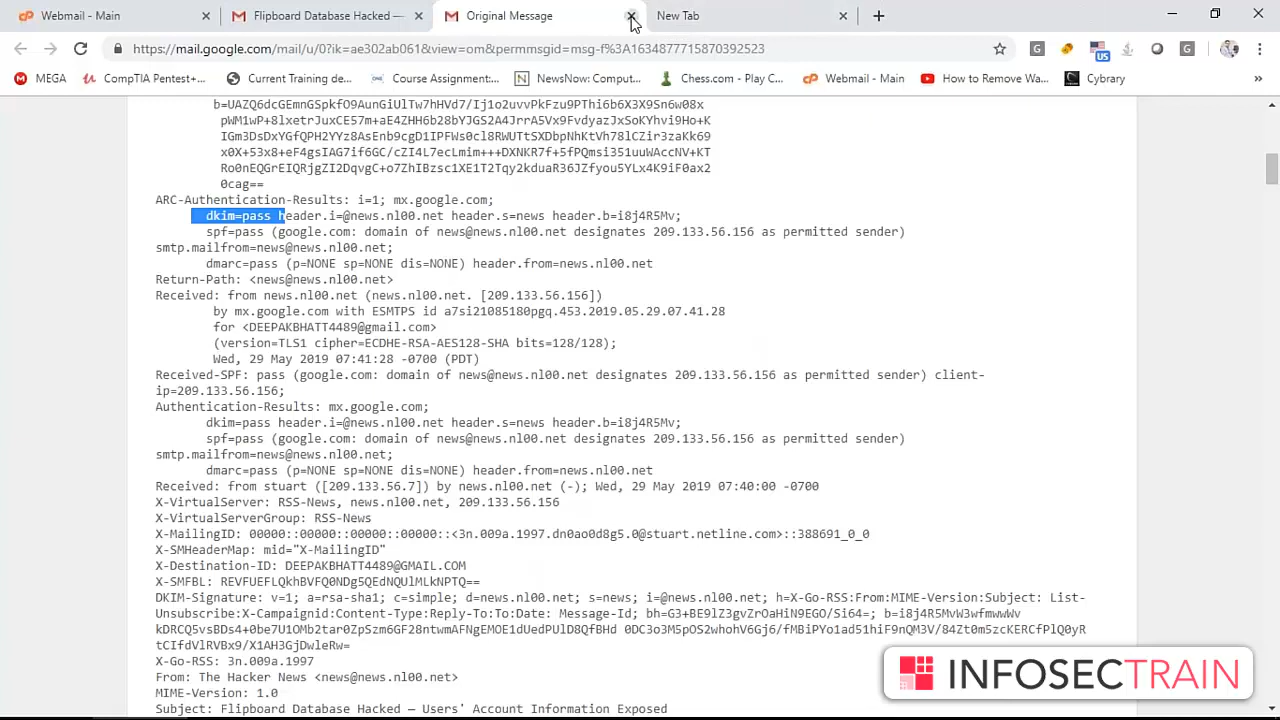 Webmail - Main
Flipboard Database Hacked —
Original Message
New Tab
https://mail.google.com/mail/u/0?ik=ae302ab061&view=om&permmsgid=msg-f%3A1634877715870392523
MEGA
CompTIA Pentest+...
Current Training de...
Course Assignment:...
NewsNow: Comput...
Chess.com - Play C...
Webmail - Main
How to Remove Wa...
Cybrary
b=UAZQ6dcGEmnGSpkfO9AunGiUlTw7hHVd7/Ij1o2uvvPkFzu9PThi6b6X3X9Sn6w08x
pWM1wP+8lxetrJuxCE57m+aE4ZHH6b28bYJGS2A4JrrA5Vx9FvdyazJxSoKYhvi9Ho+K
IGm3DsDxYGfQPH2YYz8AsEnb9cgD1IPFWs0cl8RWUTtSXDbpNhKtVh78lCZir3zaKk69
x0X+53x8+eF4gsIAG7if6GC/cZI4L7ecLmim+++DXNKR7f+5fPQmsi351uuWAccNV+KT
Ro0nEQGrEIQRjgZI2DqvgC+o7ZhIBzsc1XE1T2Tqy2kduaR36JZfyou5YLx4K9iF0ax2
0cag==
ARC-Authentication-Results: i=1; mx.google.com;
dkim=pass header.i=@news.nl00.net header.s=news header.b=i8j4R5Mv;
spf=pass (google.com: domain of news@news.nl00.net designates 209.133.56.156 as permitted sender)
smtp.mailfrom=news@news.nl00.net;
dmarc=pass (p=NONE sp=NONE dis=NONE) header.from=news.nl00.net
Return-Path: <news@news.nl00.net>
Received: from news.nl00.net (news.nl00.net. [209.133.56.156])
by mx.google.com with ESMTPS id a7si21085180pgq.453.2019.05.29.07.41.28
for <DEEPAKBHATT4489@gmail.com>
(version=TLS1 cipher=ECDHE-RSA-AES128-SHA bits=128/128);
Wed, 29 May 2019 07:41:28 -0700 (PDT)
Received-SPF: pass (google.com: domain of news@news.nl00.net designates 209.133.56.156 as permitted sender) client-
ip=209.133.56.156;
Authentication-Results: mx.google.com;
dkim=pass header.i=@news.nl00.net header.s=news header.b=i8j4R5Mv;
spf=pass (google.com: domain of news@news.nl00.net designates 209.133.56.156 as permitted sender)
smtp.mailfrom=news@news.nl00.net;
dmarc=pass (p=NONE sp=NONE dis=NONE) header.from=news.nl00.net
Received: from stuart ([209.133.56.7]) by news.nl00.net (-); Wed, 29 May 2019 07:40:00 -0700
X-VirtualServer: RSS-News, news.nl00.net, 209.133.56.156
X-VirtualServerGroup: RSS-News
X-MailingID: 00000::00000::00000::00000::<3n.009a.1997.dn0ao0d8g5.0@stuart.netline.com>::388691_0_0
X-SMHeaderMap: mid="X-MailingID"
X-Destination-ID: DEEPAKBHATT4489@GMAIL.COM
X-SMFBL: REVFUEFLQkhBVFQ0NDg5QEdNQUlMLkNPTQ==
DKIM-Signature: v=1; a=rsa-sha1; c=simple; d=news.nl00.net; s=news; i=@news.nl00.net; h=X-Go-RSS:From:MIME-Version:Subject: List-
Unsubscribe:X-Campaignid:Content-Type:Reply-To:To:Date: Message-Id; bh=G3+BE9lZ3gvZrOaHiN9EGO/Si64=; b=i8j4R5MvW3wfmwwWv
kDRCQ5vsBDs4+0be7U1OMb2tar0ZpSzm6GF28ntwmAFNgEMOE1dUedPUlD8QfBHd 0DC3o3M5pOS2whohV6Gj6/fMBiPYo1ad51hiF9nQM3V/84Zt0m5zcKERCfPlQ0yR
tCIfdVlRVBx9/X1AH3GjDwleRw=
X-Go-RSS: 3n.009a.1997
From: The Hacker News <news@news.nl00.net>
MIME-Version: 1.0
Subject: Flipboard Database Hacked — Users' Account Information Exposed
INFOSECTRAIN